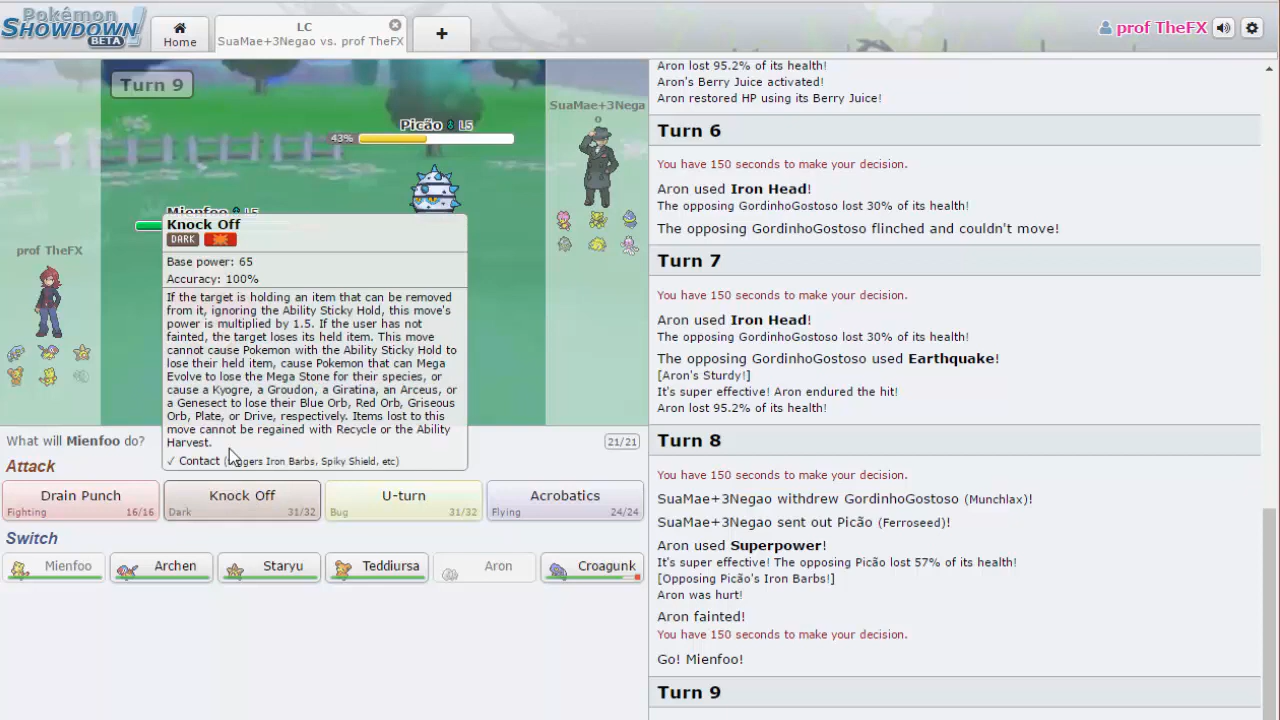 Pokémon
SHOWDOWN!
BETA
Home
LC
SuaMae+3Negao vs. prof TheFX
+
prof TheFX
Turn 9
Picão L5
43%
SuaMae+3Nega
o
Mienfoo L5
prof TheFX
Knock Off
DARK
Base power: 65
Accuracy: 100%
If the target is holding an item that can be removed
from it, ignoring the Ability Sticky Hold, this move's
power is multiplied by 1.5. If the user has not
fainted, the target loses its held item. This move
cannot cause Pokemon with the Ability Sticky Hold to
lose their held item, cause Pokemon that can Mega
Evolve to lose the Mega Stone for their species, or
cause a Kyogre, a Groudon, a Giratina, an Arceus, or
a Genesect to lose their Blue Orb, Red Orb, Griseous
Orb, Plate, or Drive, respectively. Items lost to this
move cannot be regained with Recycle or the Ability
Harvest.
✓ Contact (triggers Iron Barbs, Spiky Shield, etc)
What will Mienfoo do?
21/21
Attack
Drain Punch
Fighting 16/16
Knock Off
Dark 31/32
U-turn
Bug 31/32
Acrobatics
Flying 24/24
Switch
Mienfoo
Archen
Staryu
Teddiursa
Aron
Croagunk
Aron lost 95.2% of its health!
Aron's Berry Juice activated!
Aron restored HP using its Berry Juice!
Turn 6
You have 150 seconds to make your decision.
Aron used Iron Head!
The opposing GordinhoGostoso lost 30% of its health!
The opposing GordinhoGostoso flinched and couldn't move!
Turn 7
You have 150 seconds to make your decision.
Aron used Iron Head!
The opposing GordinhoGostoso lost 30% of its health!
The opposing GordinhoGostoso used Earthquake!
[Aron's Sturdy!]
It's super effective! Aron endured the hit!
Aron lost 95.2% of its health!
Turn 8
You have 150 seconds to make your decision.
SuaMae+3Negao withdrew GordinhoGostoso (Munchlax)!
SuaMae+3Negao sent out Picão (Ferroseed)!
Aron used Superpower!
It's super effective! The opposing Picão lost 57% of its health!
[Opposing Picão's Iron Barbs!]
Aron was hurt!
Aron fainted!
You have 150 seconds to make your decision.
Go! Mienfoo!
Turn 9